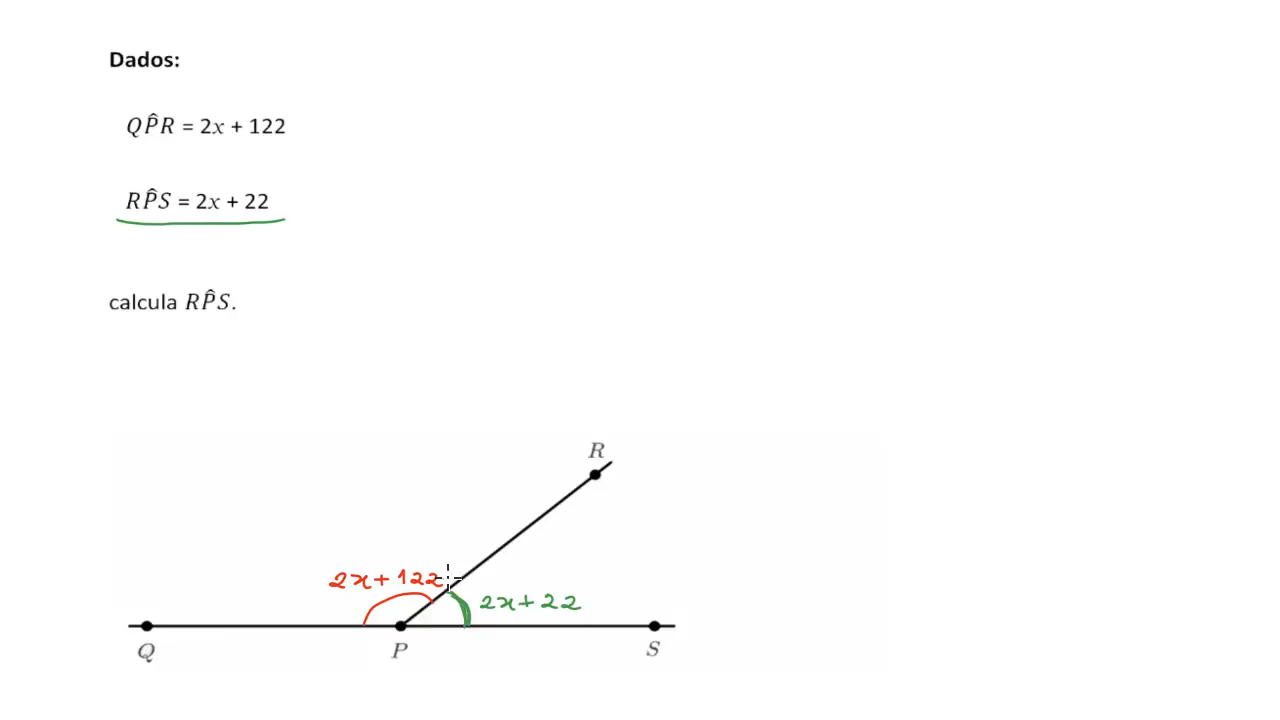 Dados:
QP̂R = 2x + 122
RP̂S = 2x + 22
calcula RP̂S.
R
2x+122
2x+22
Q
P
S